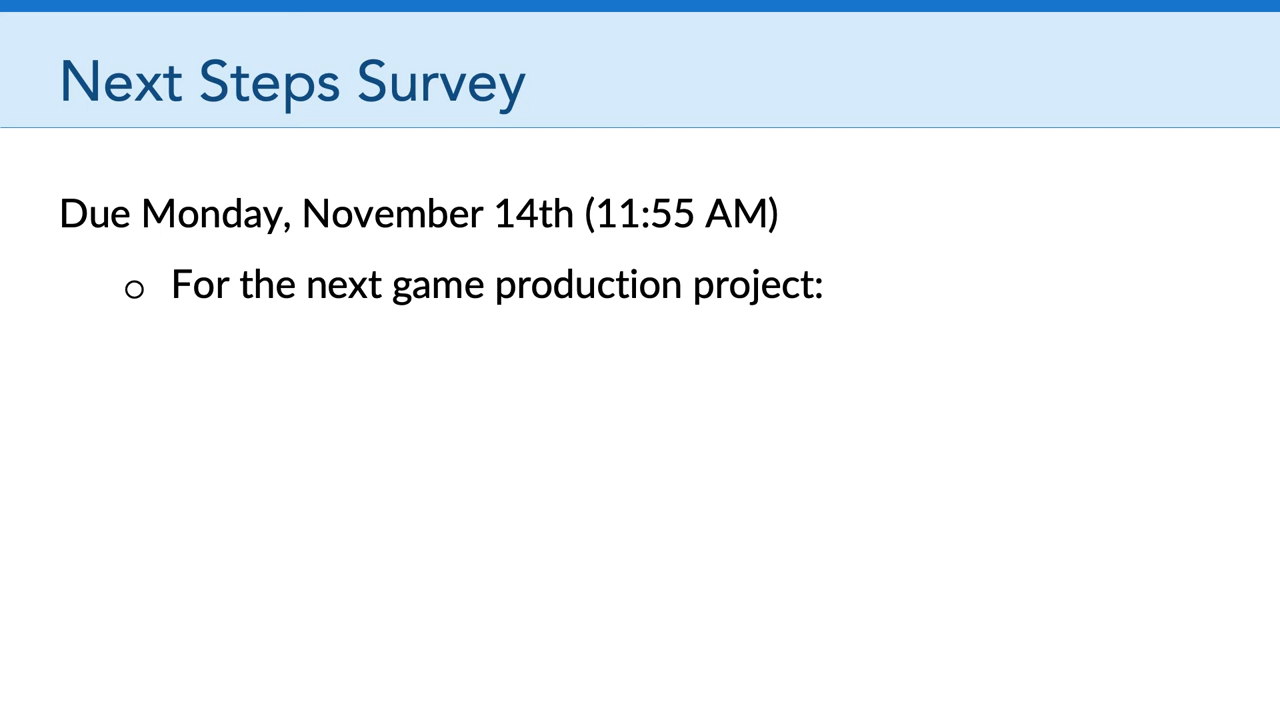 Next Steps Survey
Due Monday, November 14th (11:55 AM)
○ For the next game production project: